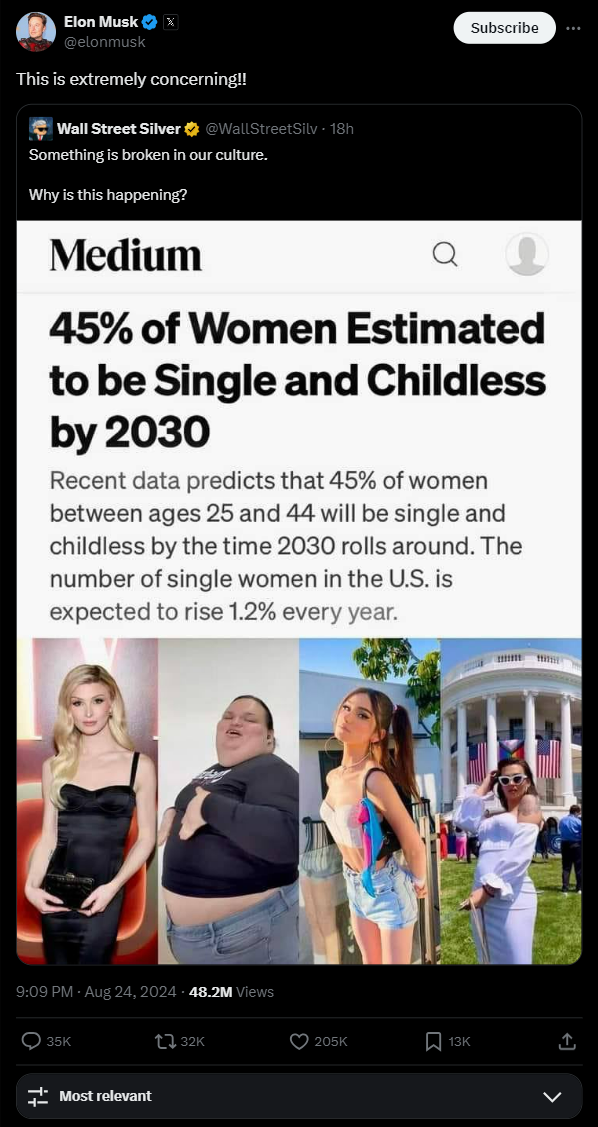 Elon Musk X
@elonmusk
Subscribe
This is extremely concerning!!
Wall Street Silver @WallStreetSilv · 18h
Something is broken in our culture.
Why is this happening?
Medium
45% of Women Estimated
to be Single and Childless
by 2030
Recent data predicts that 45% of women
between ages 25 and 44 will be single and
childless by the time 2030 rolls around. The
number of single women in the U.S. is
expected to rise 1.2% every year.
9:09 PM · Aug 24, 2024 · 48.2M Views
35K 32K 205K 13K
Most relevant